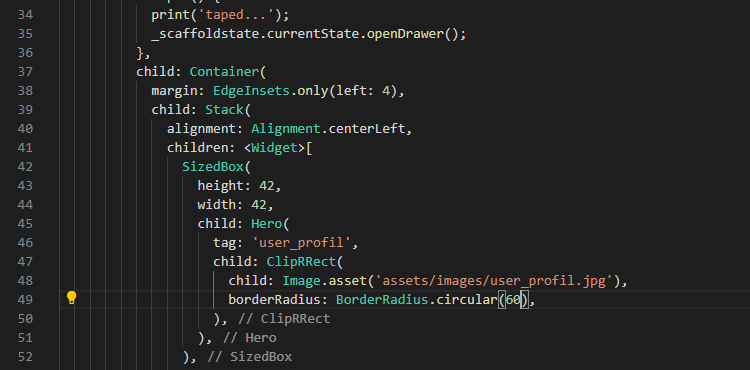 34 print('taped...');
35 _scaffoldstate.currentState.openDrawer();
36 },
37 child: Container(
38 margin: EdgeInsets.only(left: 4),
39 child: Stack(
40 alignment: Alignment.centerLeft,
41 children: <Widget>[
42 SizedBox(
43 height: 42,
44 width: 42,
45 child: Hero(
46 tag: 'user_profil',
47 child: ClipRRect(
48 child: Image.asset('assets/images/user_profil.jpg'),
49 borderRadius: BorderRadius.circular(60),
50 ), // ClipRRect
51 ), // Hero
52 ), // SizedBox